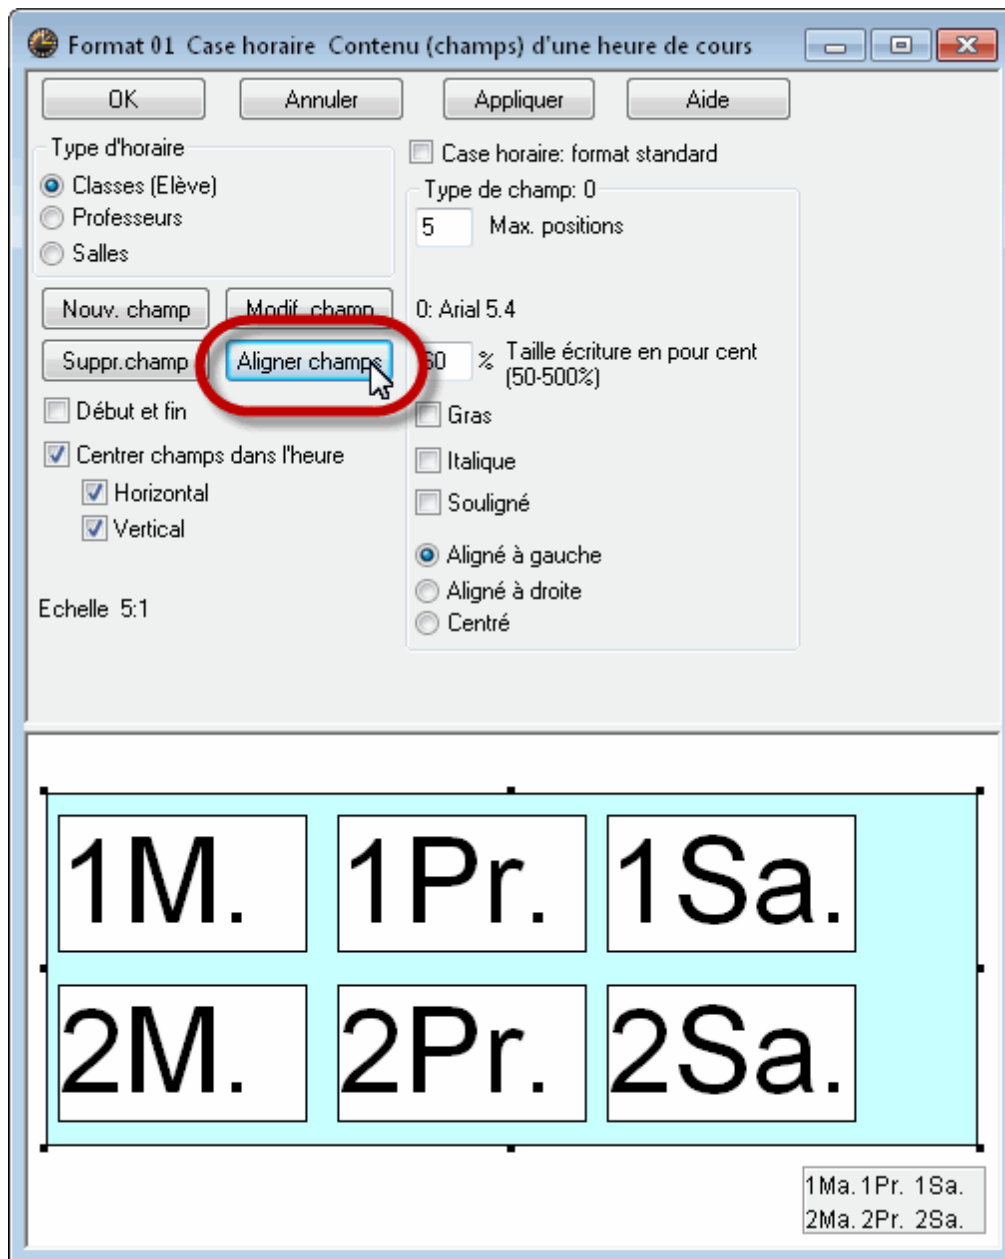 Format 01 Case horaire Contenu (champs) d'une heure de cours
OK Annuler Appliquer Aide
Type d'horaire
Classes (Elève)
Professeurs
Salles
Nouv. champ Modif. champ
Suppr.champ Aligner champs
Début et fin
Centrer champs dans l'heure
Horizontal
Vertical
Echelle 5:1
Case horaire: format standard
Type de champ: 0
5 Max. positions
0: Arial 5.4
60 % Taille écriture en pour cent
(50-500%)
Gras
Italique
Souligné
Aligné à gauche
Aligné à droite
Centré
1M. 1Pr. 1Sa.
2M. 2Pr. 2Sa.
1Ma. 1Pr. 1Sa.
2Ma. 2Pr. 2Sa.